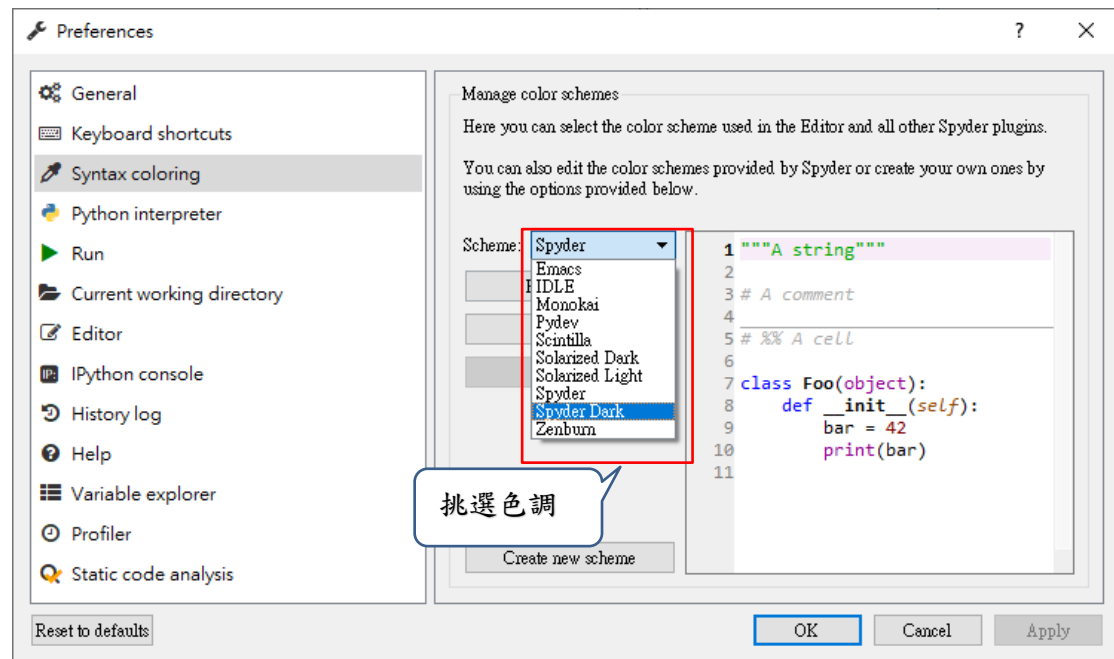 Preferences
?
General
Keyboard shortcuts
Syntax coloring
Python interpreter
Run
Current working directory
Editor
IPython console
History log
Help
Variable explorer
Profiler
Static code analysis
Manage color schemes
Here you can select the color scheme used in the Editor and all other Spyder plugins.
You can also edit the color schemes provided by Spyder or create your own ones by
using the options provided below.
Scheme: Spyder
Emacs
IDLE
Monokai
Pydev
Scintilla
Solarized Dark
Solarized Light
Spyder
Spyder Dark
Zenburn
挑選色調
Create new scheme
1 """A string"""
2
3 # A comment
4
5 # %% A cell
6
7 class Foo(object):
8     def __init__(self):
9         bar = 42
10         print(bar)
11
Reset to defaults
OK
Cancel
Apply